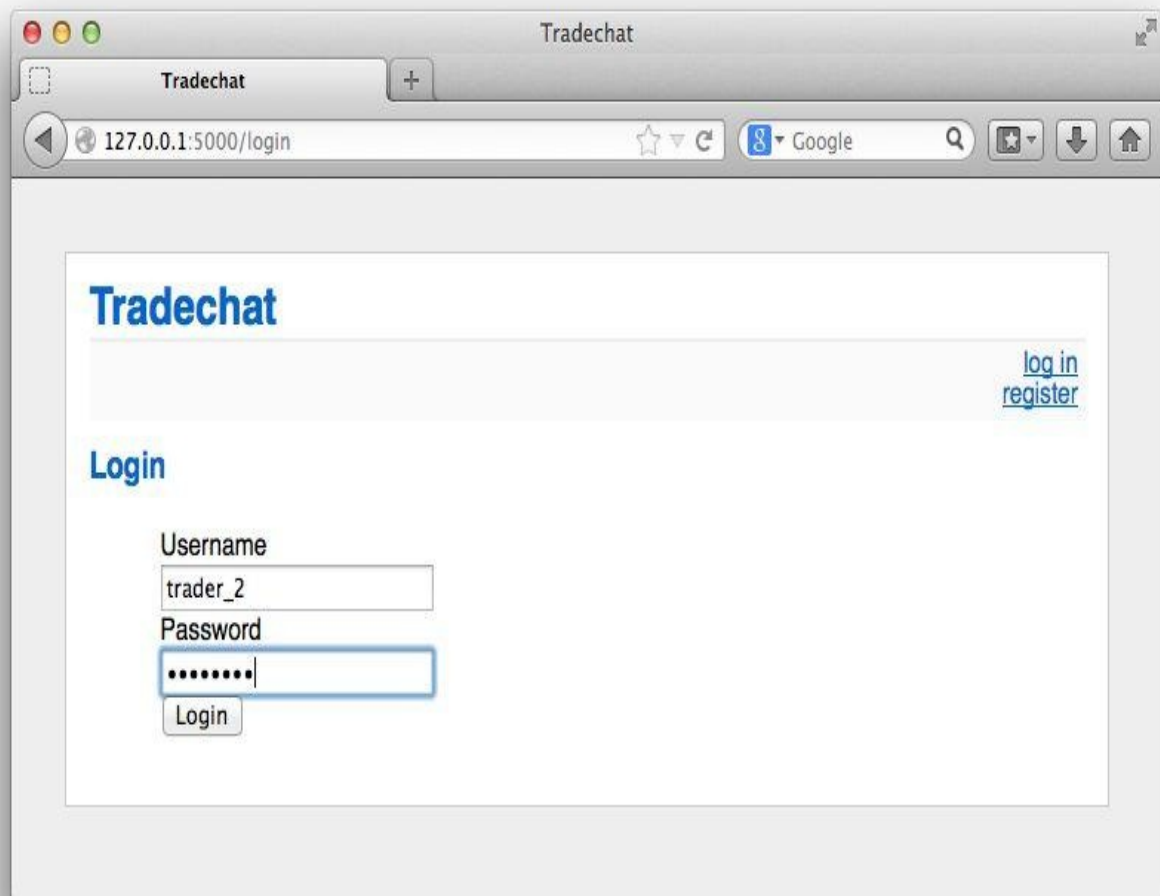 Tradechat
Tradechat
127.0.0.1:5000/login
Google
Tradechat
log in
register
Login
Username
trader_2
Password
••••••••
Login